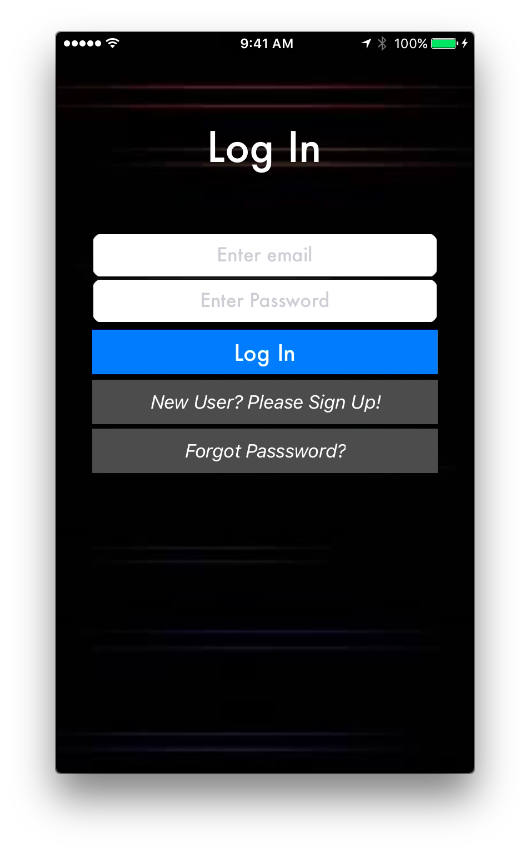 9:41 AM 100%
Log In
Enter email
Enter Password
Log In
New User? Please Sign Up!
Forgot Passsword?